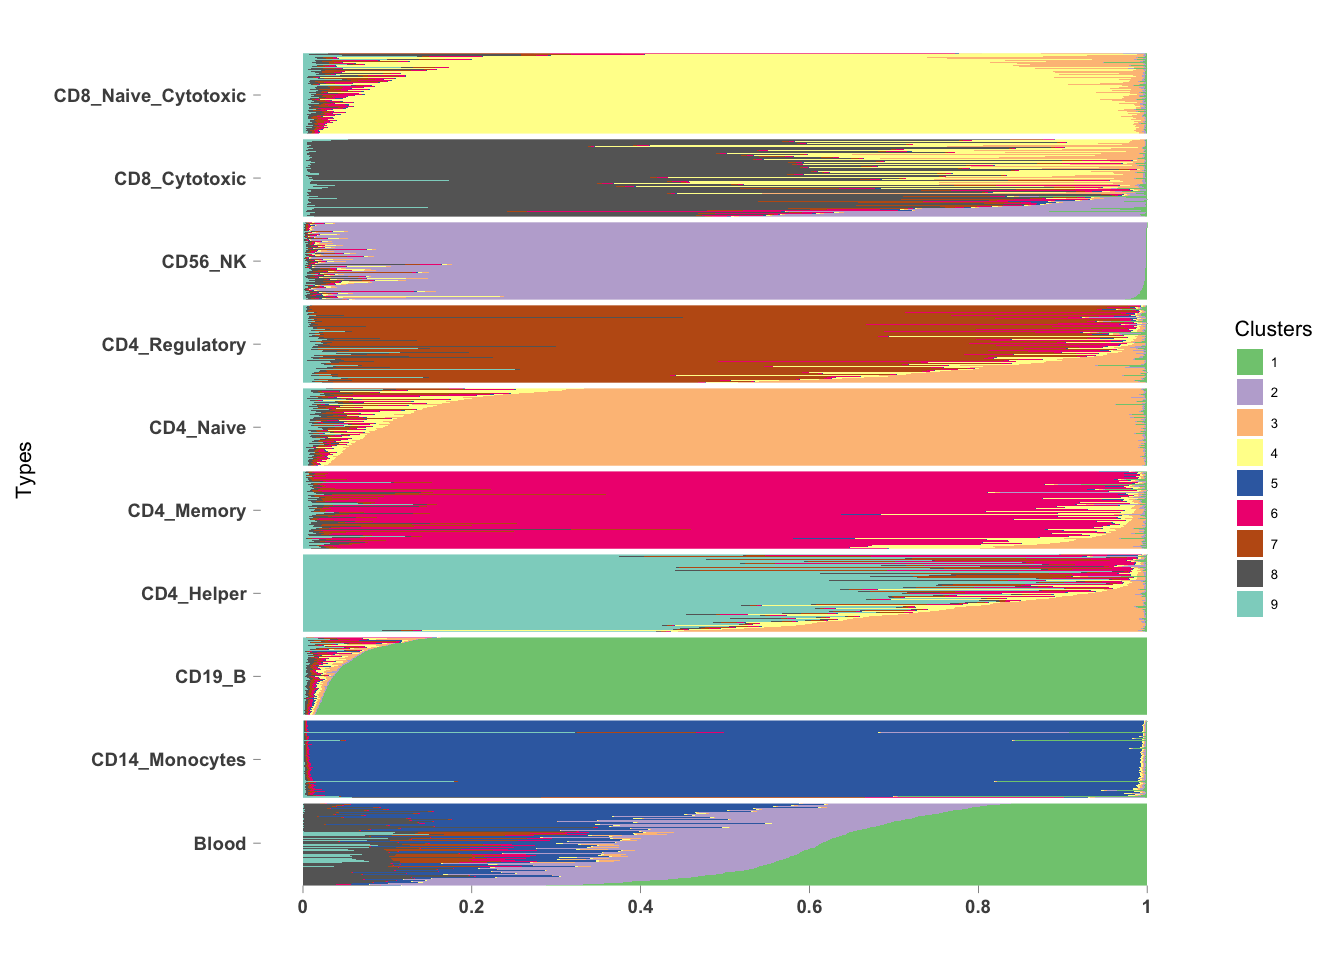 CD8_Naive_Cytotoxic
CD8_Cytotoxic
CD56_NK
CD4_Regulatory
CD4_Naive
CD4_Memory
CD4_Helper
CD19_B
CD14_Monocytes
Blood
Types
0 0.2 0.4 0.6 0.8 1
Clusters
1
2
3
4
5
6
7
8
9